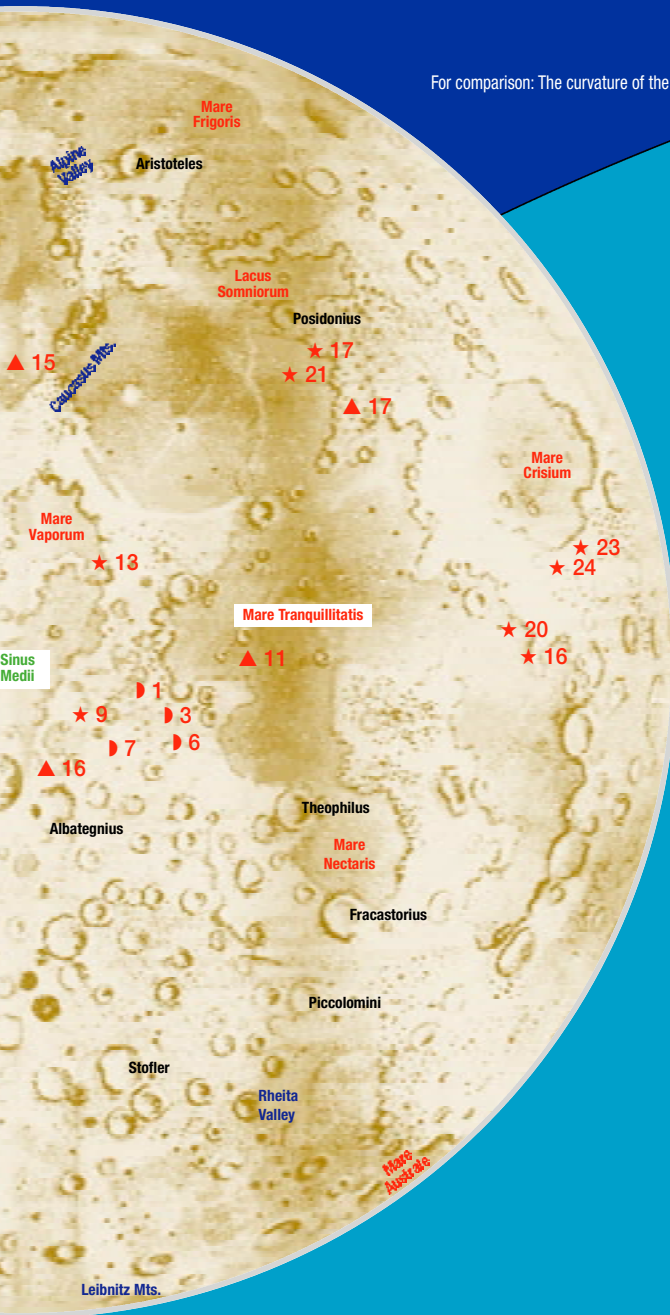 For comparison: The curvature of the
Mare
Frigoris
Alpine
Valley
Aristoteles
Lacus
Somniorum
Posidonius
★ 17
▲ 15
Caucasus Mts.
★ 21
▲ 17
Mare
Crisium
Mare
Vaporum
★ 23
★ 13
★ 24
Mare Tranquillitatis
★ 20
Sinus
Medii
▲ 11
★ 16
◗ 1
★ 9
◗ 3
◗ 7
◗ 6
▲ 16
Theophilus
Albategnius
Mare
Nectaris
Fracastorius
Piccolomini
Stofler
Rheita
Valley
Mare
Australe
Leibnitz Mts.